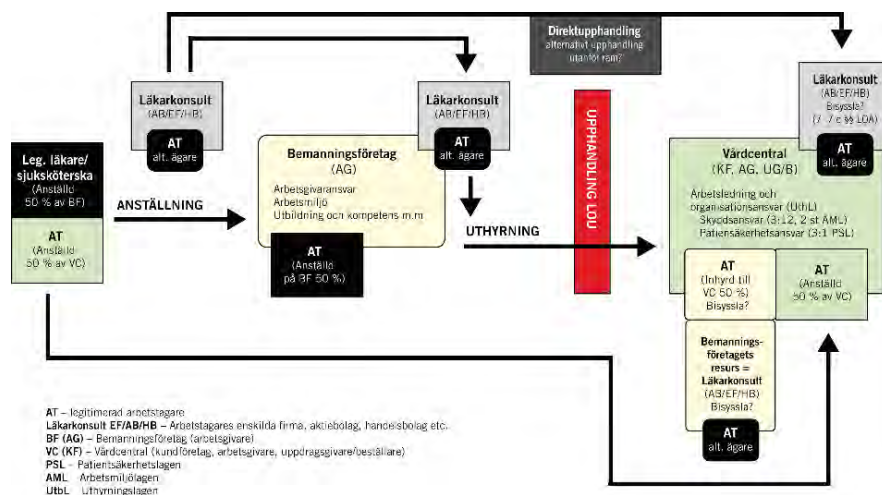 Direktupphandling
alternativt upphandling
utanför ram?
Läkarkonsult
(AB/EF/HB)
AT
alt. ägare
Läkarkonsult
(AB/EF/HB)
AT
alt. ägare
Läkarkonsult
(AB/EF/HB)
Bisyssla?
AT
alt. ägare
Leg. läkare/
sjuksköterska
(Anställd
50 % av BF)
AT
(Anställd
50 % av VC)
ANSTÄLLNING
Bemanningsföretag
(AG)
Arbetsgivaransvar
Arbetsmiljö
Utbildning och kompetens m.m
AT
(Anställd
på BF 50 %)
UTHYRNING
UPPHANDLING LOU
Vårdcentral
(KF, AG, UG/B)
Arbetsledning och
organisationsansvar (UthL)
Skyddsansvar (3:12, 2 st AML)
Patientsäkerhetsansvar (3:1 PSL)
AT
(Inhyrd till
VC 50 %)
Bisyssla?
AT
(Anställd
50 % av VC)
Bemannings-
företagets
resurs =
Läkarkonsult
(AB/EF/HB)
Bisyssla?
AT
alt. ägare
AT – legitimerad arbetstagare
Läkarkonsult EF/AB/HB – Arbetstagares enskilda firma, aktiebolag, handelsbolag etc.
BF (AG) – Bemanningsföretag (arbetsgivare)
VC (KF) – Vårdcentral (kundföretag, arbetsgivare, uppdragsgivare/beställare)
PSL – Patientsäkerhetslagen
AML Arbetsmiljölagen
UthL Uthyrningslagen